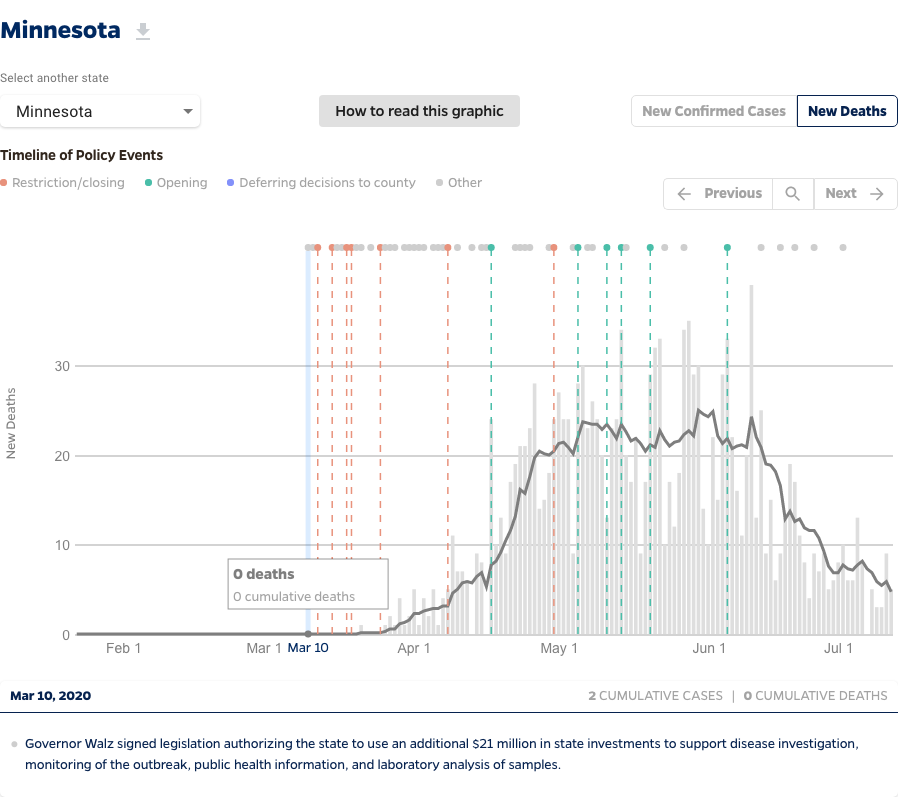 Minnesota
Select another state
Minnesota
How to read this graphic
New Confirmed Cases
New Deaths
Timeline of Policy Events
Restriction/closing
Opening
Deferring decisions to county
Other
Previous
Next
New Deaths
30
20
10
0
0 deaths
0 cumulative deaths
Feb 1
Mar 1
Mar 10
Apr 1
May 1
Jun 1
Jul 1
Mar 10, 2020
2 CUMULATIVE CASES | 0 CUMULATIVE DEATHS
Governor Walz signed legislation authorizing the state to use an additional $21 million in state investments to support disease investigation,
monitoring of the outbreak, public health information, and laboratory analysis of samples.